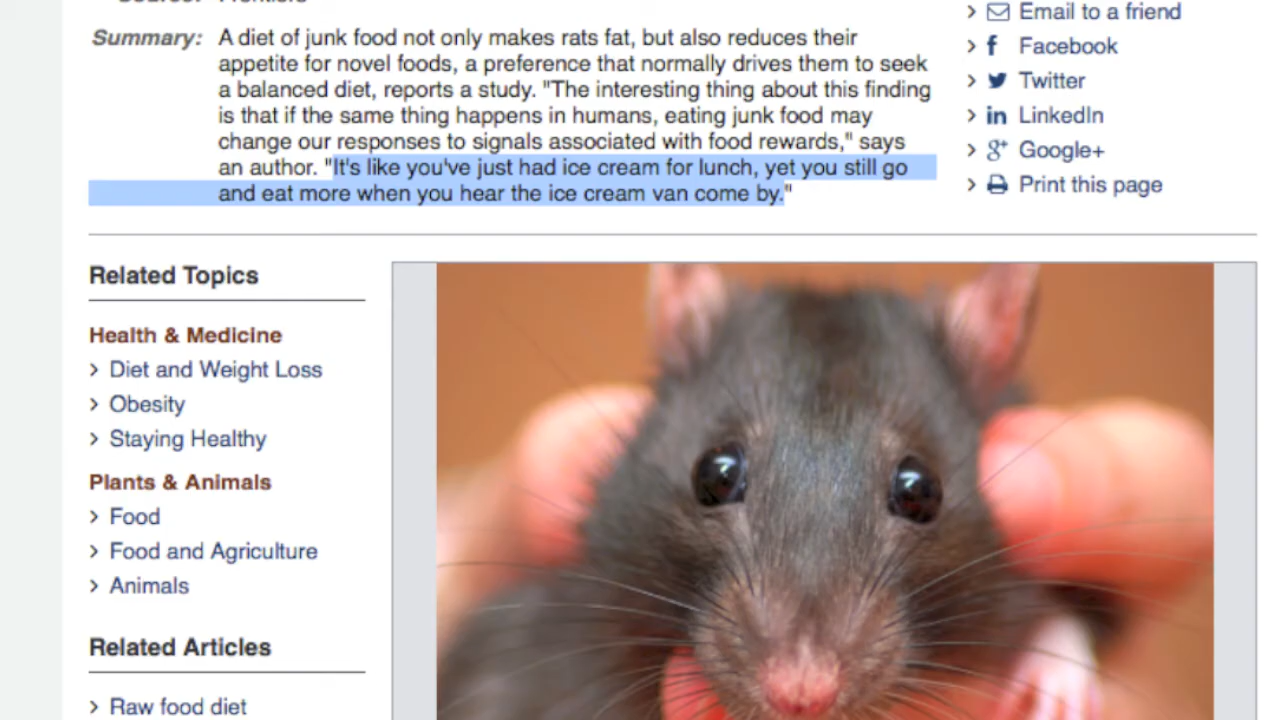 Summary: A diet of junk food not only makes rats fat, but also reduces their
appetite for novel foods, a preference that normally drives them to seek
a balanced diet, reports a study. "The interesting thing about this finding
is that if the same thing happens in humans, eating junk food may
change our responses to signals associated with food rewards," says
an author. "It's like you've just had ice cream for lunch, yet you still go
and eat more when you hear the ice cream van come by."
Email to a friend
Facebook
Twitter
LinkedIn
Google+
Print this page
Related Topics
Health & Medicine
> Diet and Weight Loss
> Obesity
> Staying Healthy
Plants & Animals
> Food
> Food and Agriculture
> Animals
Related Articles
> Raw food diet